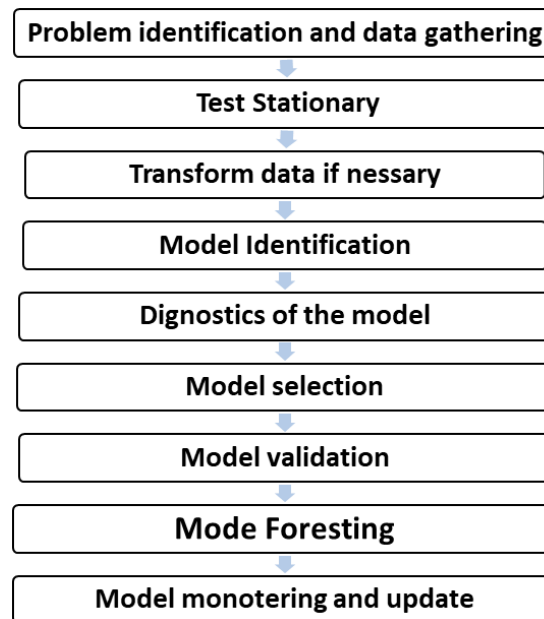 Problem identification and data gathering
Test Stationary
Transform data if nessary
Model Identification
Dignostics of the model
Model selection
Model validation
Mode Foresting
Model monotering and update